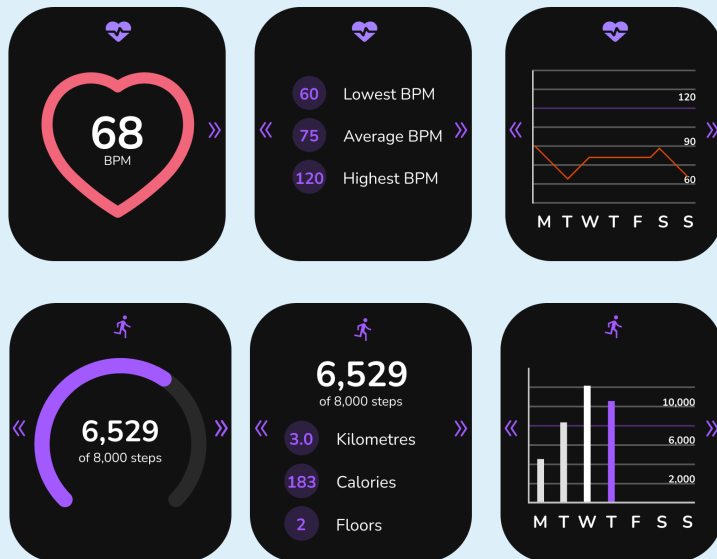 68
BPM
60 Lowest BPM
75 Average BPM
120 Highest BPM
120
90
60
M T W T F S S
6,529
of 8,000 steps
6,529
of 8,000 steps
3.0 Kilometres
183 Calories
2 Floors
10,000
6,000
2,000
M T W T F S S